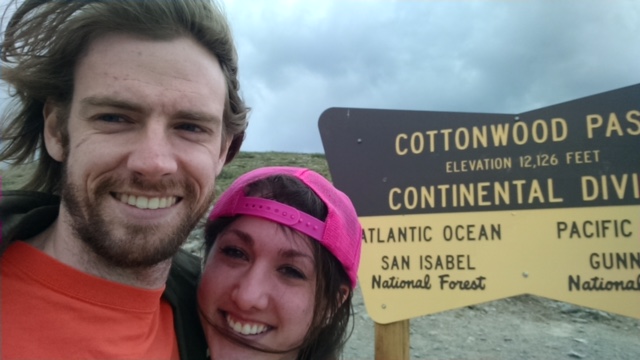 COTTONWOOD PAS
ELEVATION 12,126 FEET
CONTINENTAL DIVI
ATLANTIC OCEAN
SAN ISABEL
National Forest
PACIFIC
GUNN
National